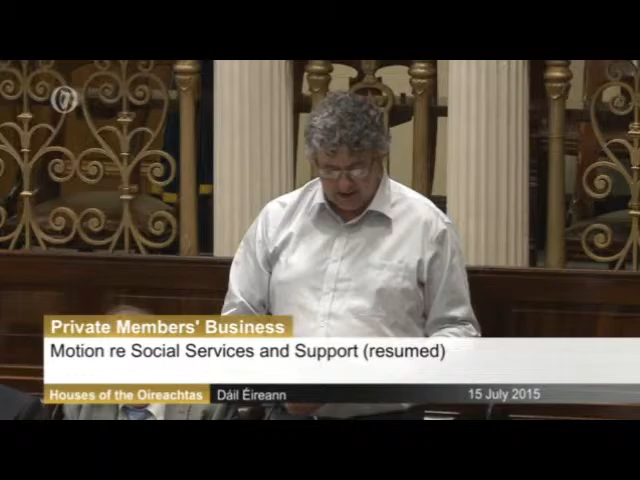 Private Members' Business
Motion re Social Services and Support (resumed)
Houses of the Oireachtas Dáil Éireann 15 July 2015